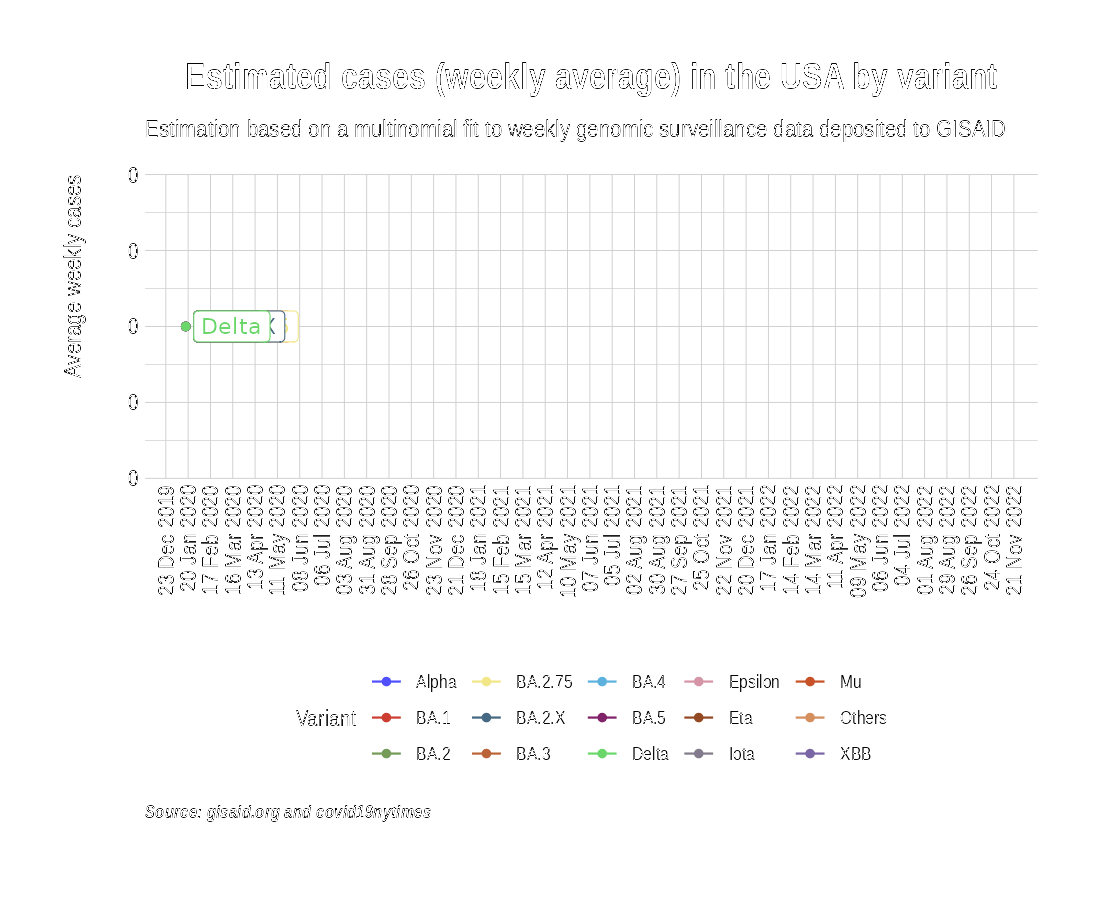 Estimated cases (weekly average) in the USA by variant
Estimation based on a multinomial fit to weekly genomic surveillance data deposited to GISAID
Average weekly cases
0
0
0
0
0
Delta
X
23 Dec 2019
20 Jan 2020
17 Feb 2020
16 Mar 2020
13 Apr 2020
11 May 2020
08 Jun 2020
06 Jul 2020
03 Aug 2020
31 Aug 2020
28 Sep 2020
26 Oct 2020
23 Nov 2020
21 Dec 2020
18 Jan 2021
15 Feb 2021
15 Mar 2021
12 Apr 2021
10 May 2021
07 Jun 2021
05 Jul 2021
02 Aug 2021
30 Aug 2021
27 Sep 2021
25 Oct 2021
22 Nov 2021
20 Dec 2021
17 Jan 2022
14 Feb 2022
14 Mar 2022
11 Apr 2022
09 May 2022
06 Jun 2022
04 Jul 2022
01 Aug 2022
29 Aug 2022
26 Sep 2022
24 Oct 2022
21 Nov 2022
Variant
Alpha
BA.1
BA.2
BA.2.75
BA.2.X
BA.3
BA.4
BA.5
Delta
Epsilon
Eta
Iota
Mu
Others
XBB
Source: gisaid.org and covid19nytimes